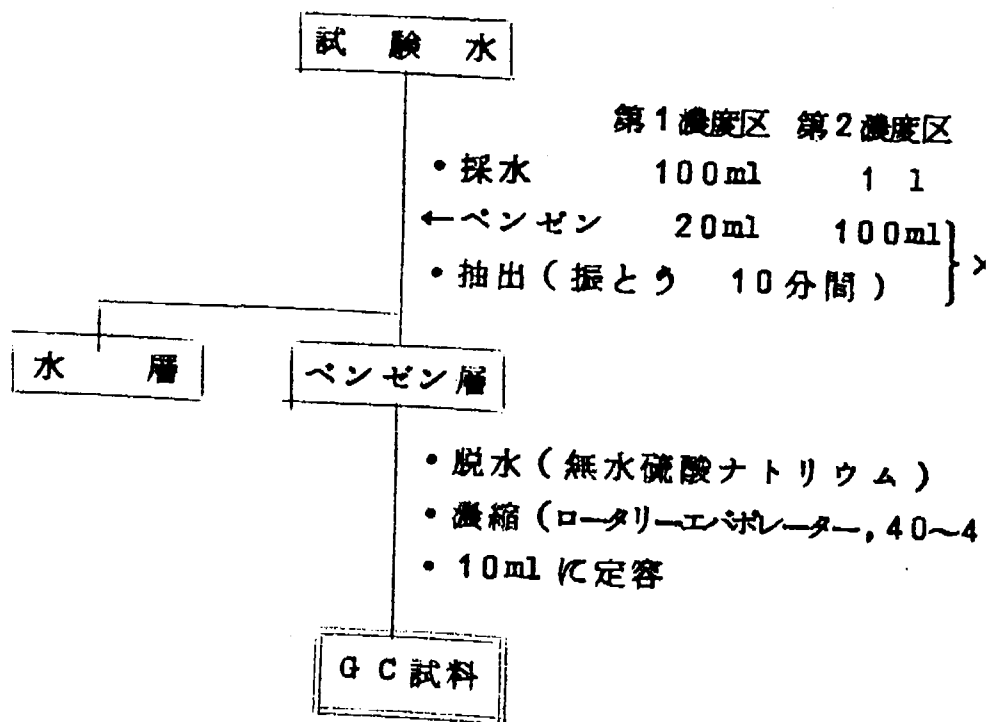 試験水
第1濃度区 第2濃度区
・採水 100ml 1 l
←ベンゼン 20ml 100ml
・抽出(振とう 10分間) } ×
水層
ベンゼン層
・脱水(無水硫酸ナトリウム)
・濃縮(ロータリーエバポレーター, 40~4
・10mlに定容
GC試料